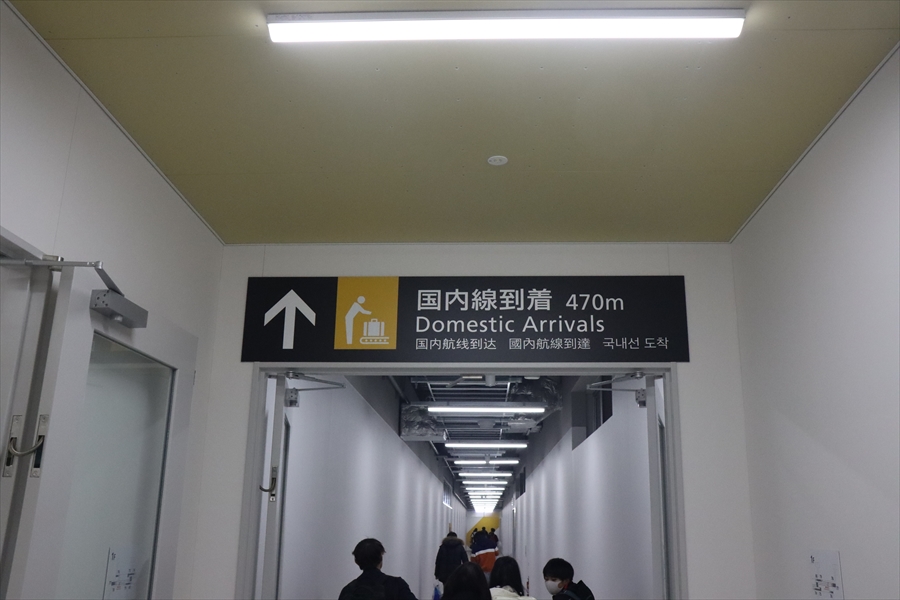 国内線到着 470m
Domestic Arrivals
国内航线到达 國內航線到達 국내선 도착